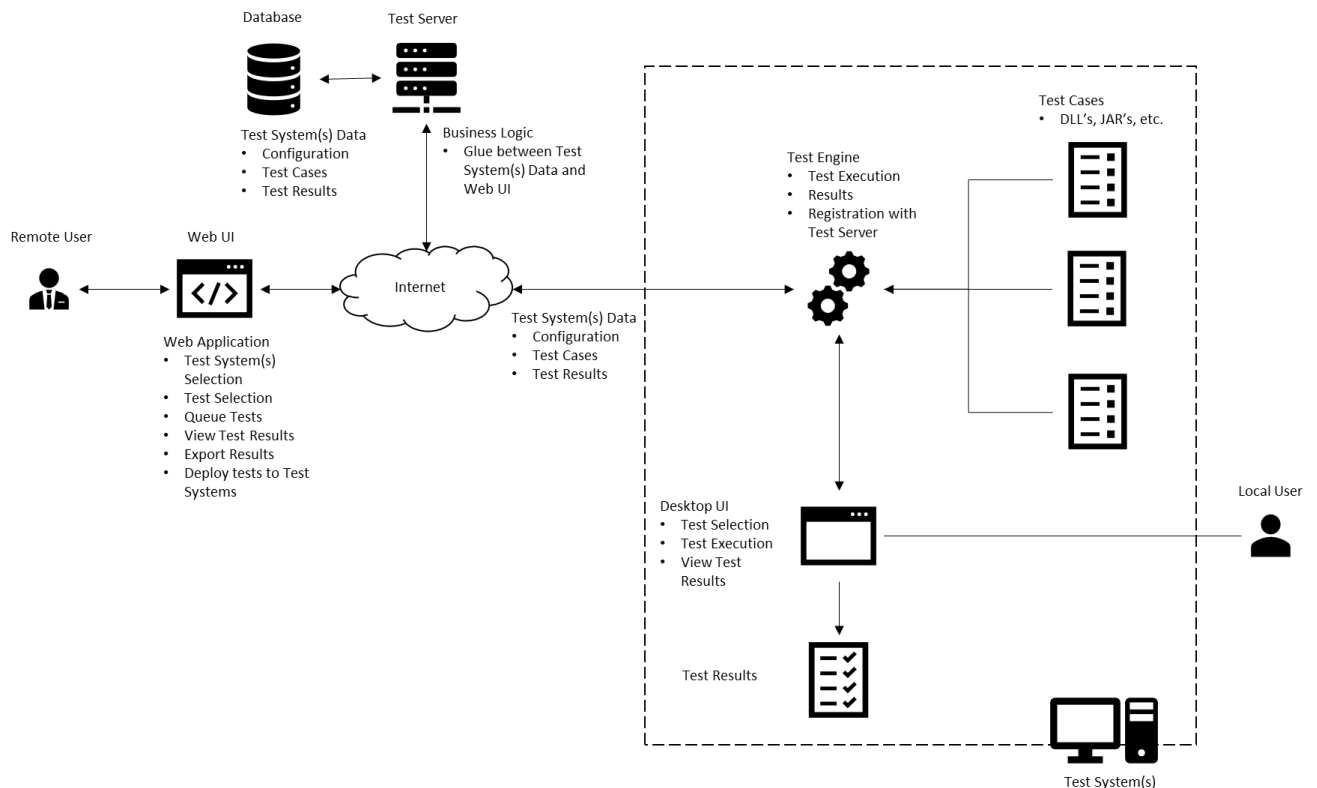 Database
Test Server
Test System(s) Data
• Configuration
• Test Cases
• Test Results
Business Logic
• Glue between Test
System(s) Data and
Web UI
Remote User
Web UI
</>
Internet
Web Application
• Test System(s)
Selection
• Test Selection
• Queue Tests
• View Test Results
• Export Results
• Deploy tests to Test
Systems
Test System(s) Data
• Configuration
• Test Cases
• Test Results
Test Engine
• Test Execution
• Results
• Registration with
Test Server
Test Cases
• DLL's, JAR's, etc.
Desktop UI
• Test Selection
• Test Execution
• View Test
Results
Local User
Test Results
Test System(s)